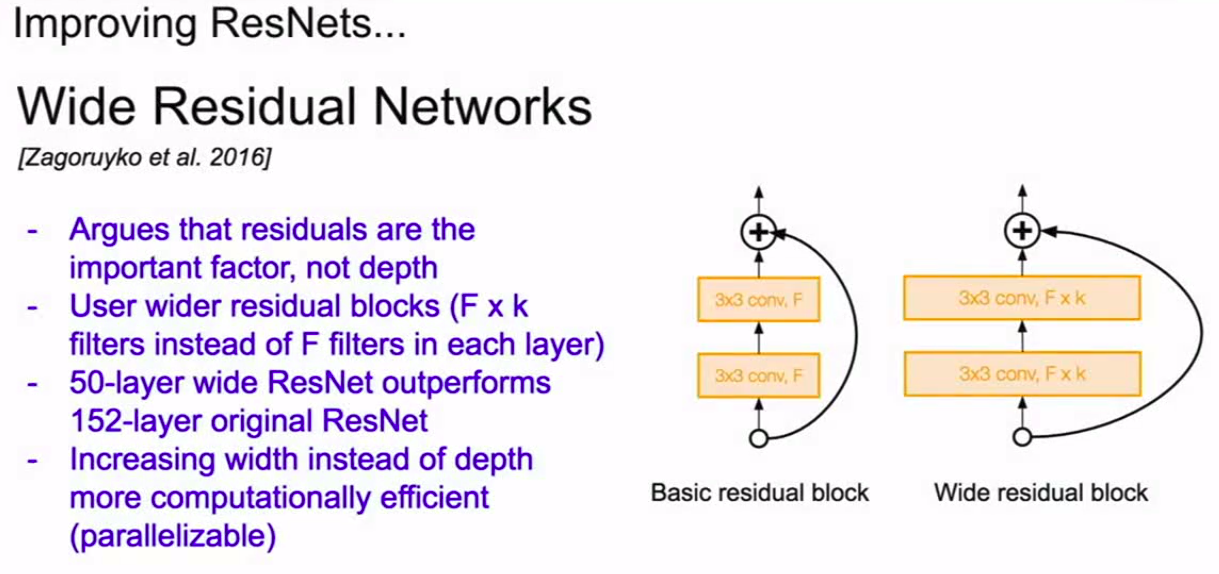 Improving ResNets...
Wide Residual Networks
[Zagoruyko et al. 2016]
- Argues that residuals are the
important factor, not depth
- User wider residual blocks (F x k
filters instead of F filters in each layer)
- 50-layer wide ResNet outperforms
152-layer original ResNet
- Increasing width instead of depth
more computationally efficient
(parallelizable)
+
3x3 conv, F
3x3 conv, F
Basic residual block
+
3x3 conv, F x k
3x3 conv, F x k
Wide residual block